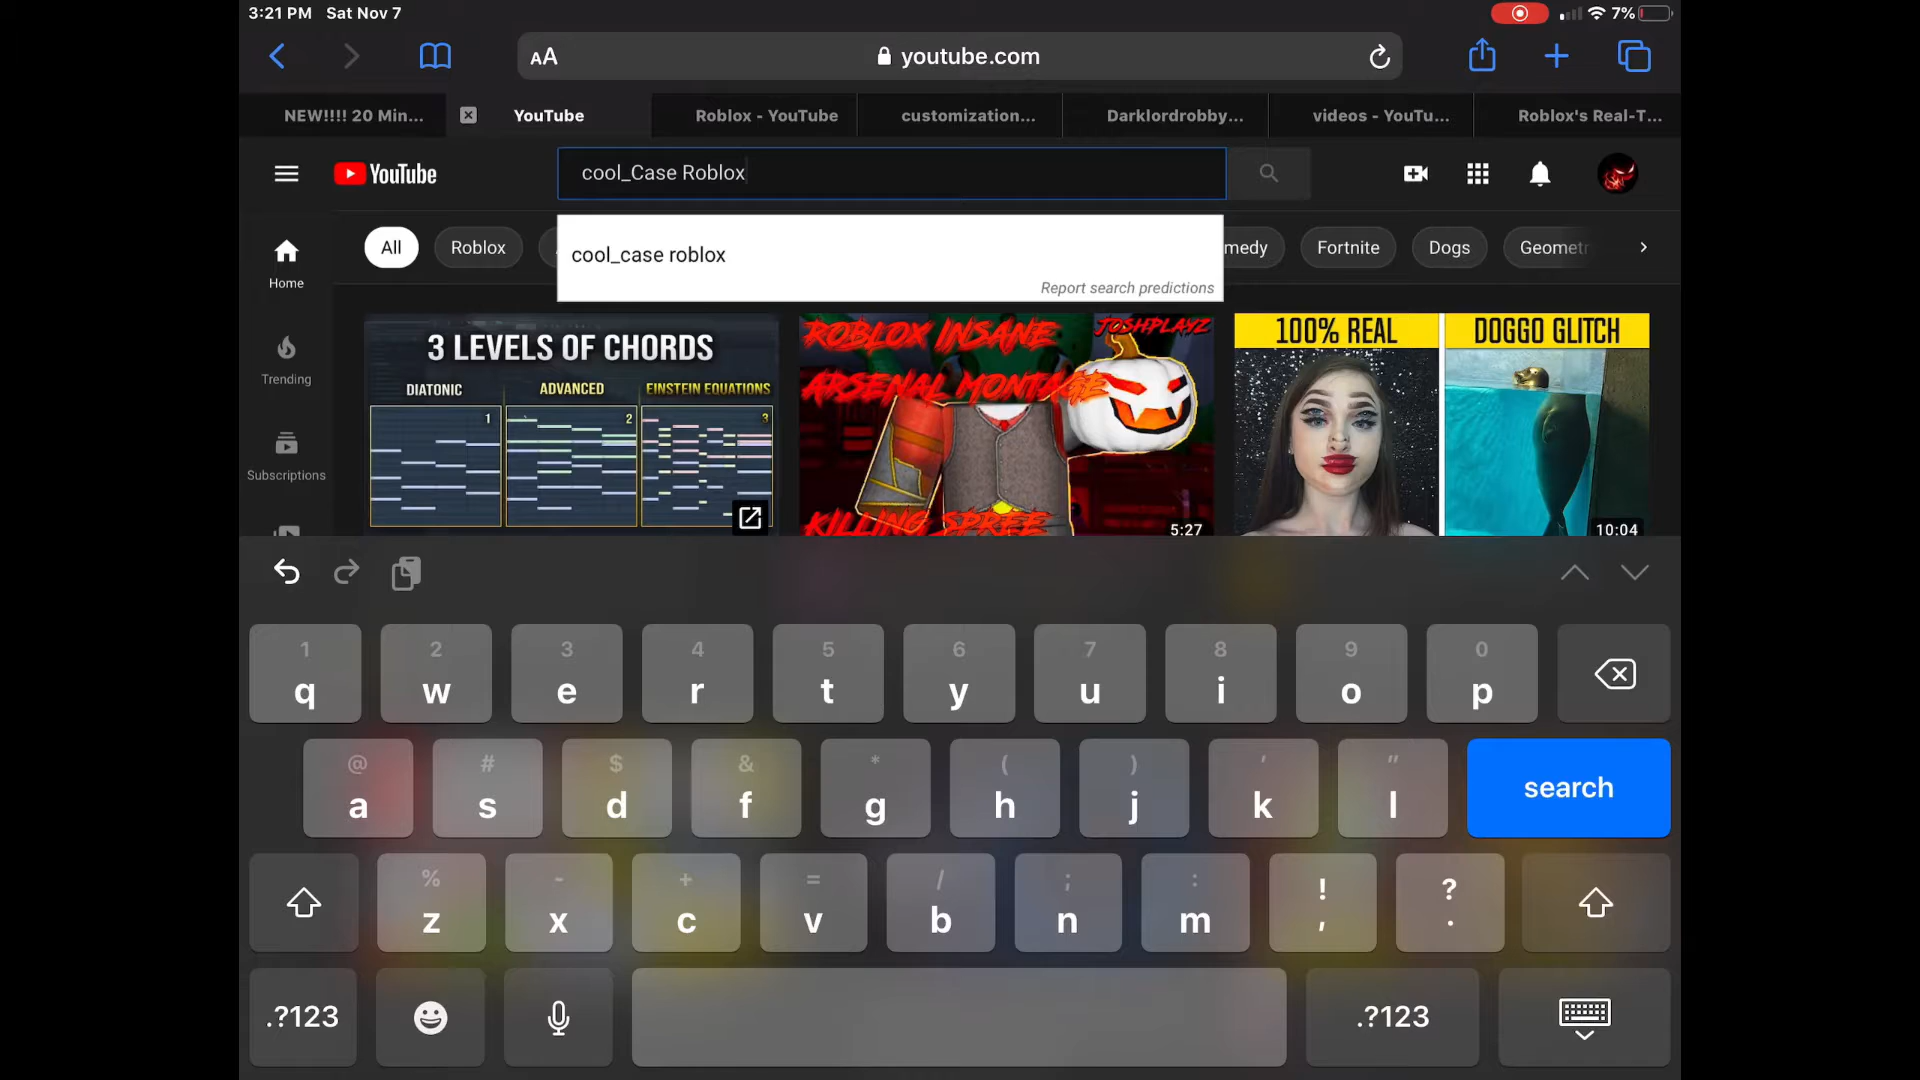 3:21 PM Sat Nov 7
7%
AA youtube.com
NEW!!!! 20 Min...
YouTube
Roblox - YouTube
customization...
Darklordrobby...
videos - YouTu...
Roblox's Real-T...
YouTube
cool_Case Roblox
cool_case roblox
Report search predictions
All
Roblox
medy
Fortnite
Dogs
Geometr
Home
Trending
Subscriptions
3 LEVELS OF CHORDS
DIATONIC
ADVANCED
EINSTEIN EQUATIONS
1
2
3
ROBLOX INSANE
JOSHPLAYZ
ARSENAL MONTAGE
KILLING SPREE
5:27
100% REAL
DOGGO GLITCH
10:04
1 2 3 4 5 6 7 8 9 0
q w e r t y u i o p
@ # $ & * ( ) ' "
a s d f g h j k l search
% - + = / ; : ! ?
z x c v b n m , .
.?123 .?123